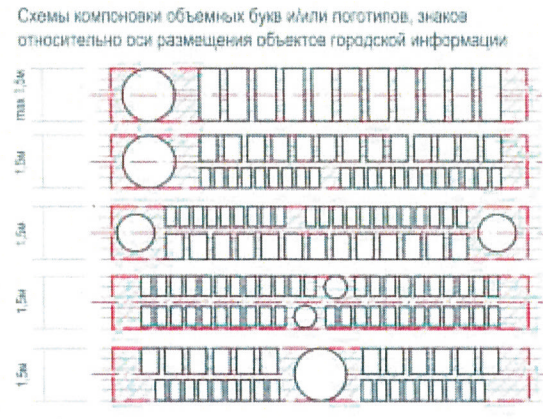 Схемы компоновки объемных букв и/или логотипов, знаков
относительно оси размещения объектов городской информации
max 1,5м
1,5м
1,5м
1,5м
1,5м